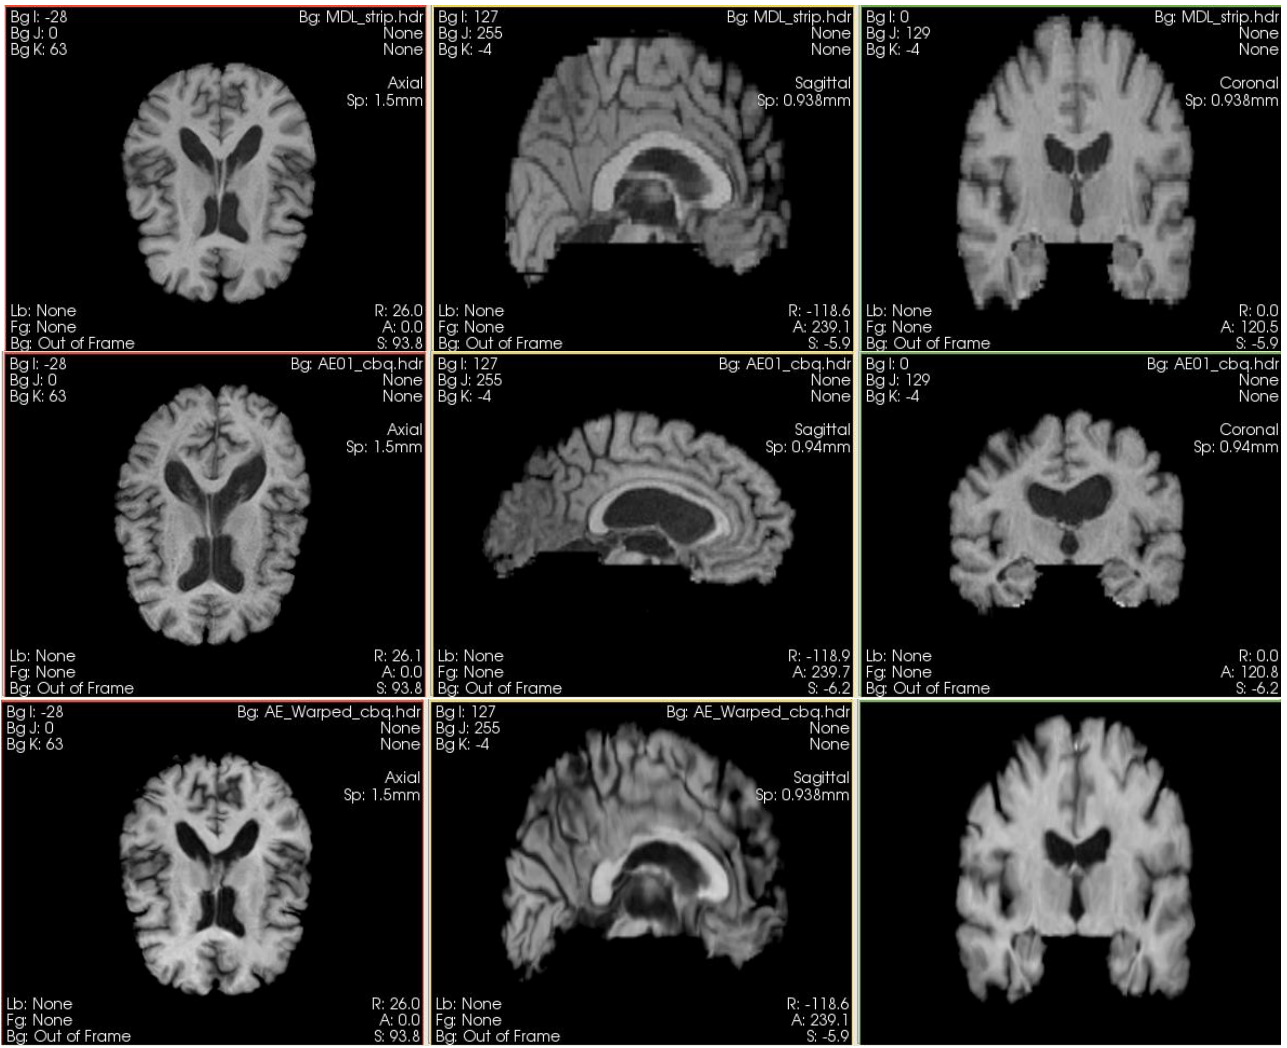 Bg I: -28 Bg: MDL_strip.hdr
Bg J: 0 None
Bg K: 63 None
Axial
Sp: 1.5mm
Lb: None R: 26.0
Fg: None A: 0.0
Bg: Out of Frame S: 93.8
Bg I: 127 Bg: MDL_strip.hdr
Bg J: 255 None
Bg K: -4 None
Sagittal
Sp: 0.938mm
Lb: None R: -118.6
Fg: None A: 239.1
Bg: Out of Frame S: -5.9
Bg I: 0 Bg: MDL_strip.hdr
Bg J: 129 None
Bg K: -4 None
Coronal
Sp: 0.938mm
Lb: None R: 0.0
Fg: None A: 120.5
Bg: Out of Frame S: -5.9
Bg I: -28 Bg: AE01_cbq.hdr
Bg J: 0 None
Bg K: 63 None
Axial
Sp: 1.5mm
Lb: None R: 26.1
Fg: None A: 0.0
Bg: Out of Frame S: 93.8
Bg I: 127 Bg: AE01_cbq.hdr
Bg J: 255 None
Bg K: -4 None
Sagittal
Sp: 0.94mm
Lb: None R: -118.9
Fg: None A: 239.7
Bg: Out of Frame S: -6.2
Bg I: 0 Bg: AE01_cbq.hdr
Bg J: 129 None
Bg K: -4 None
Coronal
Sp: 0.94mm
Lb: None R: 0.0
Fg: None A: 120.8
Bg: Out of Frame S: -6.2
Bg I: -28 Bg: AE_Warped_cbq.hdr
Bg J: 0 None
Bg K: 63 None
Axial
Sp: 1.5mm
Lb: None R: 26.0
Fg: None A: 0.0
Bg: Out of Frame S: 93.8
Bg I: 127 Bg: AE_Warped_cbq.hdr
Bg J: 255 None
Bg K: -4 None
Sagittal
Sp: 0.938mm
Lb: None R: -118.6
Fg: None A: 239.1
Bg: Out of Frame S: -5.9